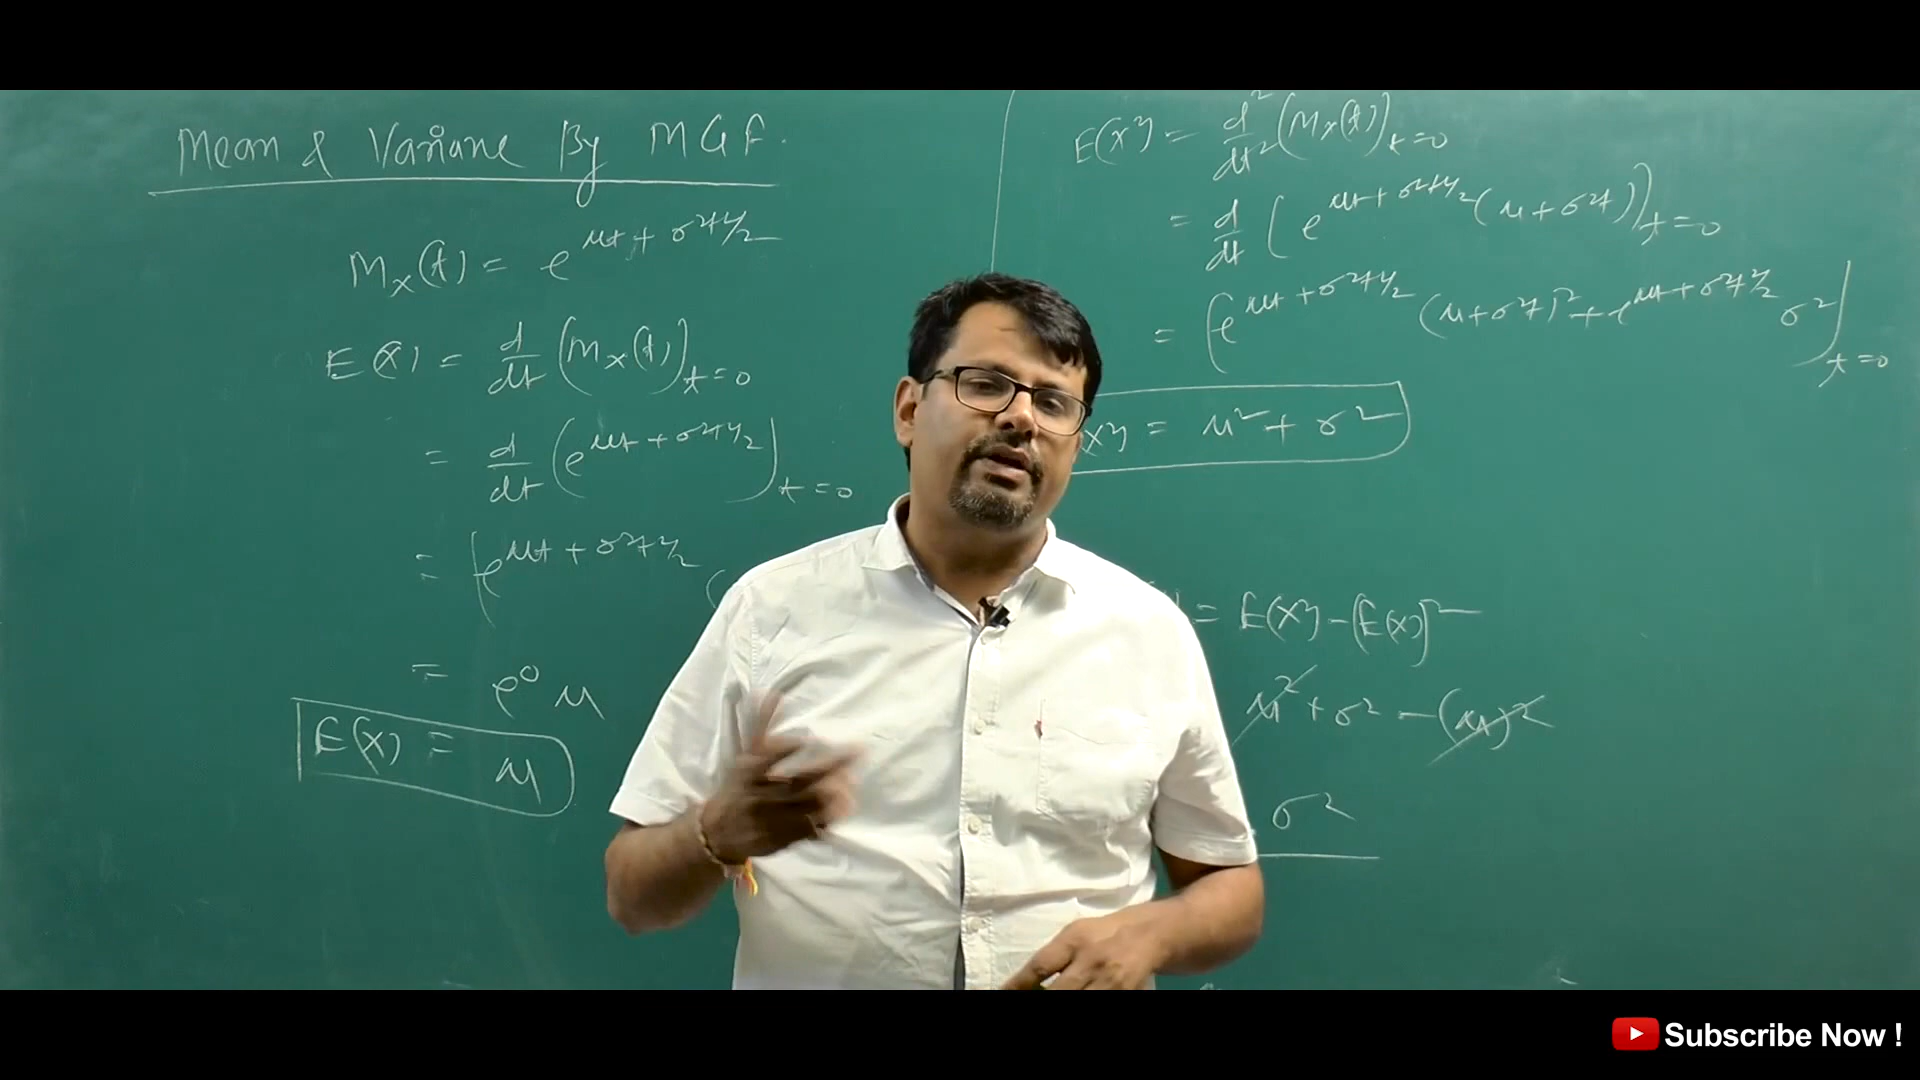 Mean & Variance By MGF.
Mx(t) = e^μt + σ²t²/2
E(X) = d/dt (Mx(t))t=0
= d/dt (e^μt + σ²t²/2)t=0
= (e^μt + σ²t²/2 (
= e⁰ μ
E(X) = μ
E(X²) = d²/dt² (Mx(t))t=0
= d/dt (e^μt + σ²t²/2 (μ + σ²t))t=0
= (e^μt + σ²t²/2 (μ + σ²t)² + e^μt + σ²t²/2 σ²)t=0
X²) = μ² + σ²
= E(X²) - (E(X))²
μ² + σ² - (μ)²
σ²
Subscribe Now !